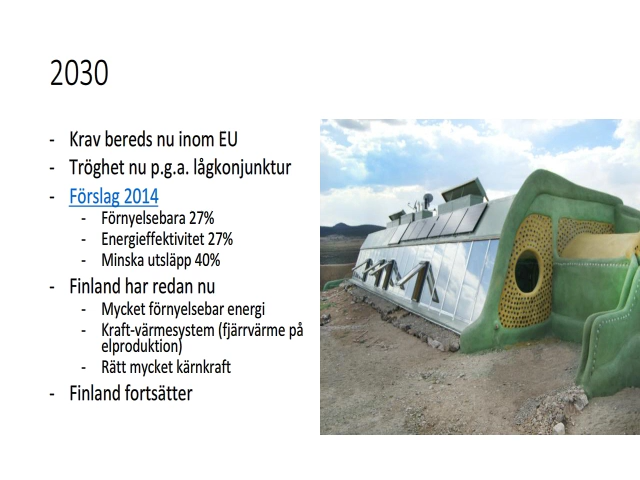 2030
- Krav bereds nu inom EU
- Tröghet nu p.g.a. lågkonjunktur
- Förslag 2014
- Förnyelsebara 27%
- Energieffektivitet 27%
- Minska utsläpp 40%
- Finland har redan nu
- Mycket förnyelsebar energi
- Kraft-värmesystem (fjärrvärme på
elproduktion)
- Rätt mycket kärnkraft
- Finland fortsätter